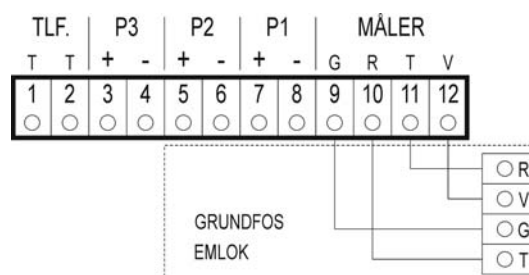 TLF. P3 P2 P1 MÅLER
T T + - + - + - G R T V
1 2 3 4 5 6 7 8 9 10 11 12
R
V
GRUNDFOS G
EMLOK T